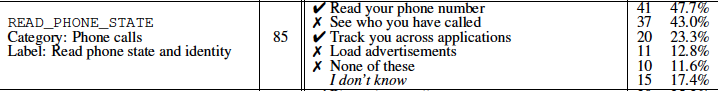 ✔ Read your phone number 41 47.7%
READ_PHONE_STATE ✗ See who you have called 37 43.0%
Category: Phone calls 85 ✔ Track you across applications 20 23.3%
Label: Read phone state and identity ✗ Load advertisements 11 12.8%
✗ None of these 10 11.6%
I don't know 15 17.4%